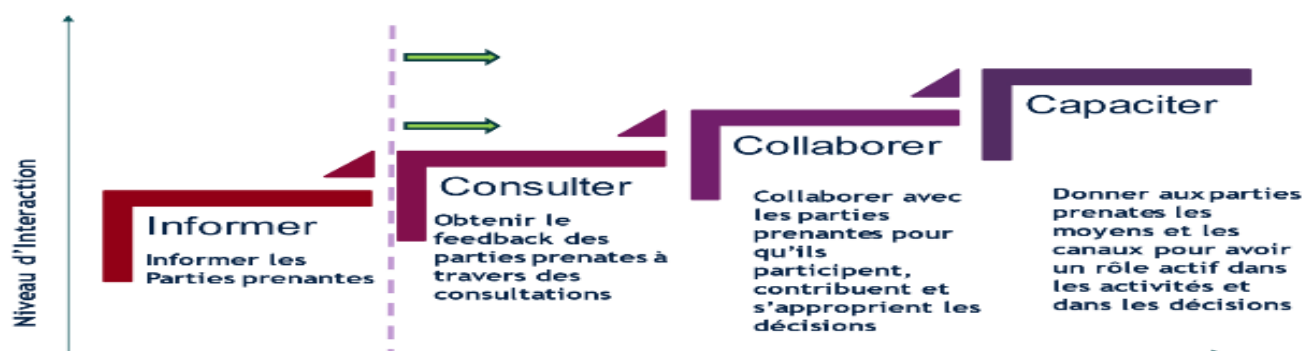 Niveau d'Interaction
Informer
Informer les
Parties prenantes
Consulter
Obtenir le
feedback des
parties prenates à
travers des
consultations
Collaborer
Collaborer avec
les parties
prenantes pour
qu'ils
participent,
contribuent et
s'approprient les
décisions
Capaciter
Donner aux parties
prenates les
moyens et les
canaux pour avoir
un rôle actif dans
les activités et
dans les décisions